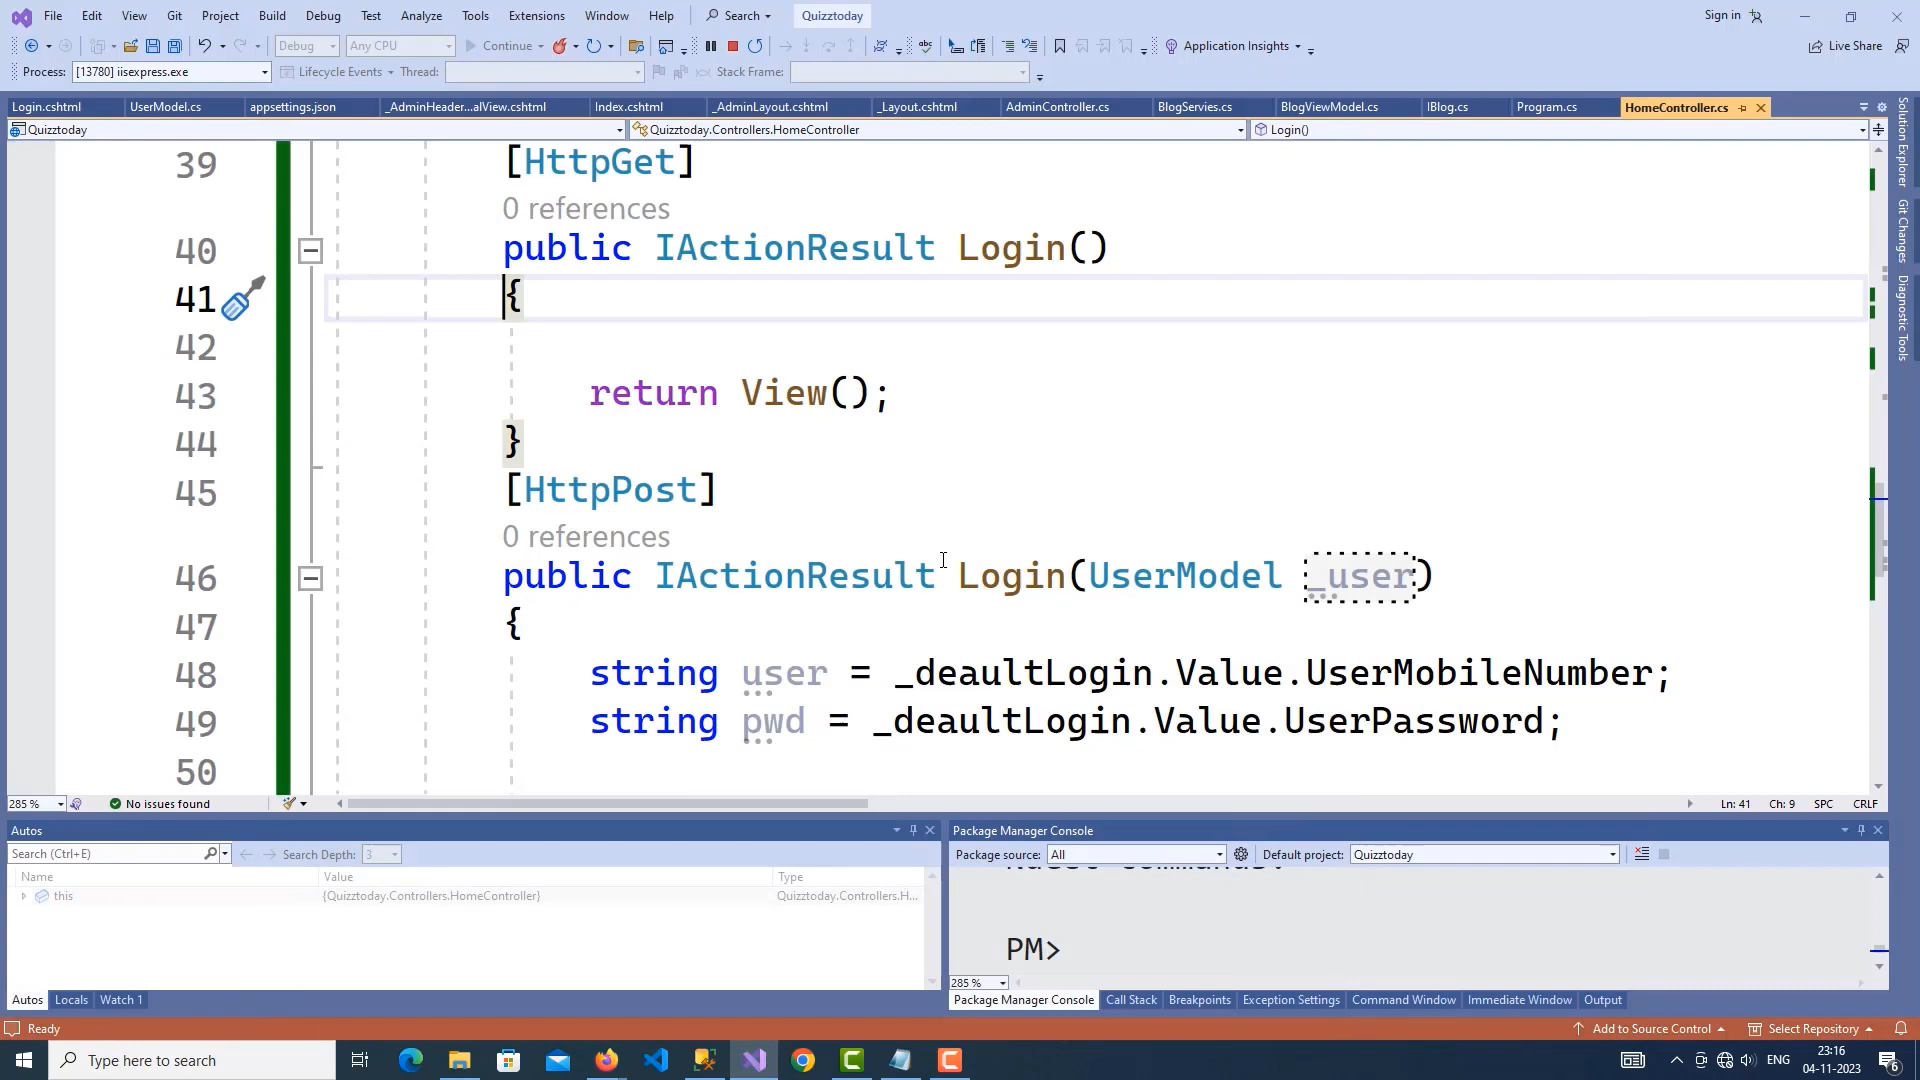 File Edit View Git Project Build Debug Test Analyze Tools Extensions Window Help Search Quizztoday Sign in
Debug Any CPU Continue Application Insights Live Share
Process: [13780] iisexpress.exe Lifecycle Events Thread: Stack Frame:
Login.cshtml UserModel.cs appsettings.json _AdminHeader...alView.cshtml Index.cshtml _AdminLayout.cshtml _Layout.cshtml AdminController.cs BlogServies.cs BlogViewModel.cs IBlog.cs Program.cs HomeController.cs
Quizztoday Quizztoday.Controllers.HomeController Login()
39 [HttpGet]
0 references
40 public IActionResult Login()
41 {
42
43 return View();
44 }
45 [HttpPost]
0 references
46 public IActionResult Login(UserModel _user)
47 {
48 string user = _deaultLogin.Value.UserMobileNumber;
49 string pwd = _deaultLogin.Value.UserPassword;
50
Solution Explorer
Git Changes
Diagnostic Tools
285 % No issues found Ln: 41 Ch: 9 SPC CRLF
Autos
Search (Ctrl+E) Search Depth: 3
Name Value Type
this {Quizztoday.Controllers.HomeController} Quizztoday.Controllers.H...
Autos Locals Watch 1
Package Manager Console
Package source: All Default project: Quizztoday
PM>
285 %
Package Manager Console Call Stack Breakpoints Exception Settings Command Window Immediate Window Output
Ready Add to Source Control Select Repository
Type here to search ENG 23:16
04-11-2023 6